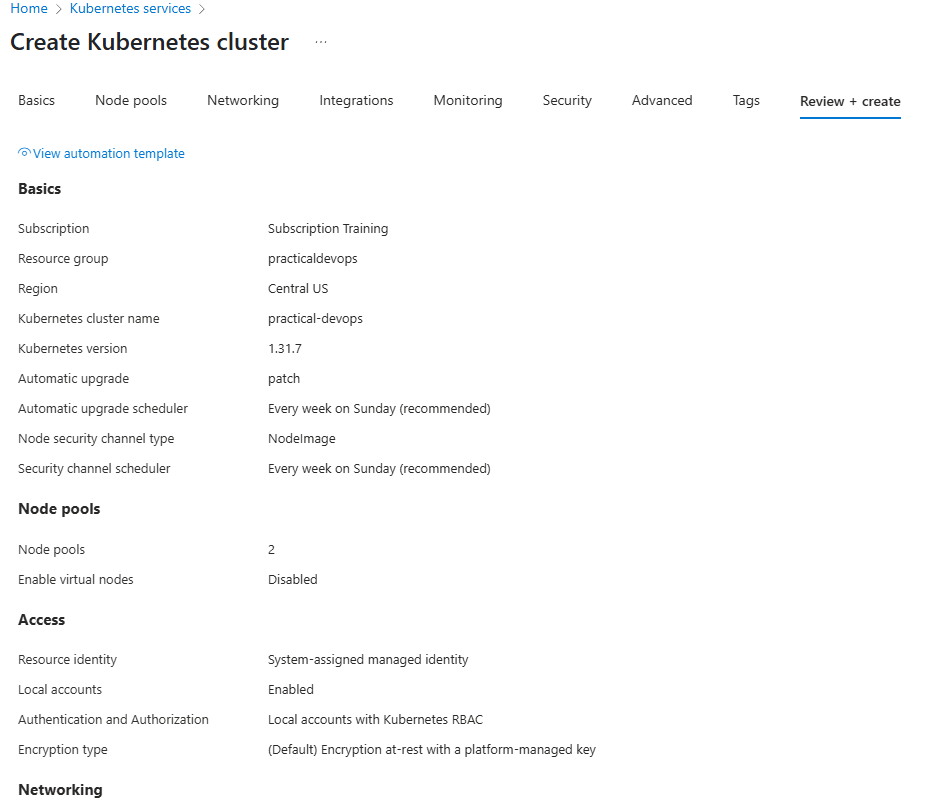 Home > Kubernetes services >
Create Kubernetes cluster ...
Basics Node pools Networking Integrations Monitoring Security Advanced Tags Review + create
View automation template
Basics
Subscription Subscription Training
Resource group practicaldevops
Region Central US
Kubernetes cluster name practical-devops
Kubernetes version 1.31.7
Automatic upgrade patch
Automatic upgrade scheduler Every week on Sunday (recommended)
Node security channel type NodeImage
Security channel scheduler Every week on Sunday (recommended)
Node pools
Node pools 2
Enable virtual nodes Disabled
Access
Resource identity System-assigned managed identity
Local accounts Enabled
Authentication and Authorization Local accounts with Kubernetes RBAC
Encryption type (Default) Encryption at-rest with a platform-managed key
Networking